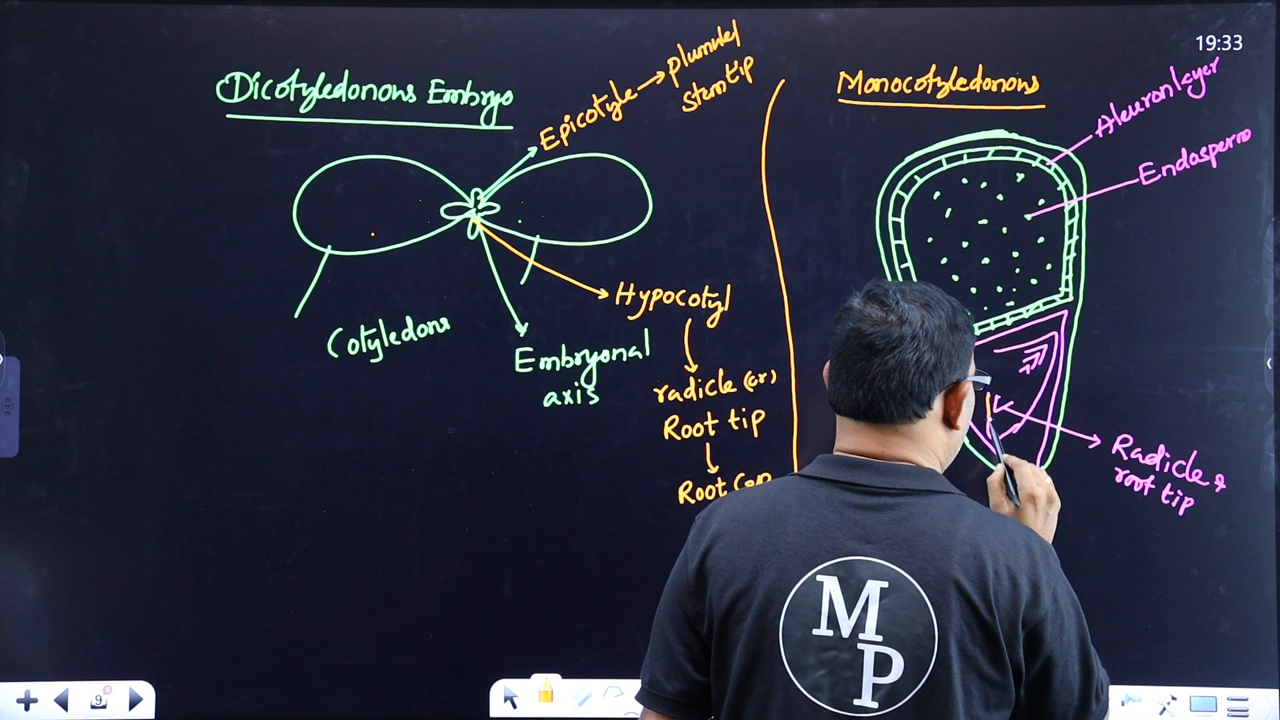 19:33
Dicotyledonous Embryo
Epicotyle → plumule
Stem tip
Cotyledons
Embryonal
axis
Hypocotyl
radicle (or)
Root tip
Root Cap
Monocotyledonous
Aleuron layer
Endosperm
Radicle &
root tip
9
M
P